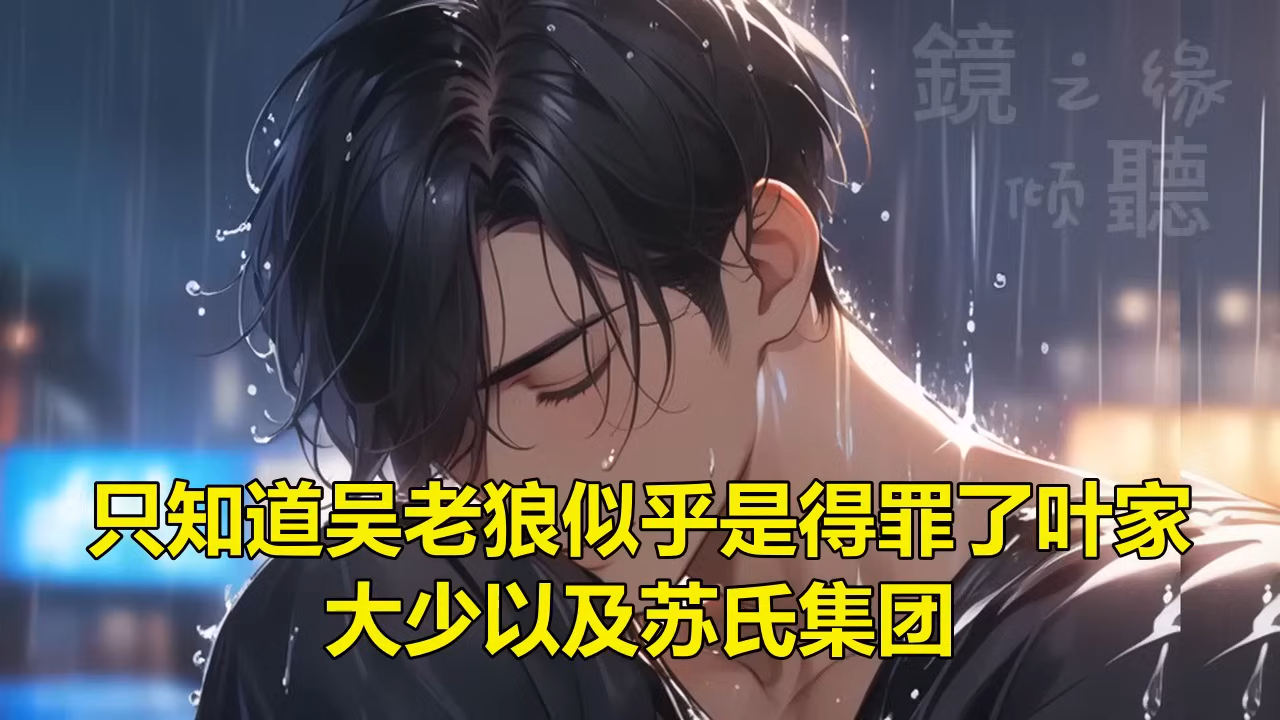 鏡之缘
倾聽
只知道吴老狼似乎是得罪了叶家
大少以及苏氏集团